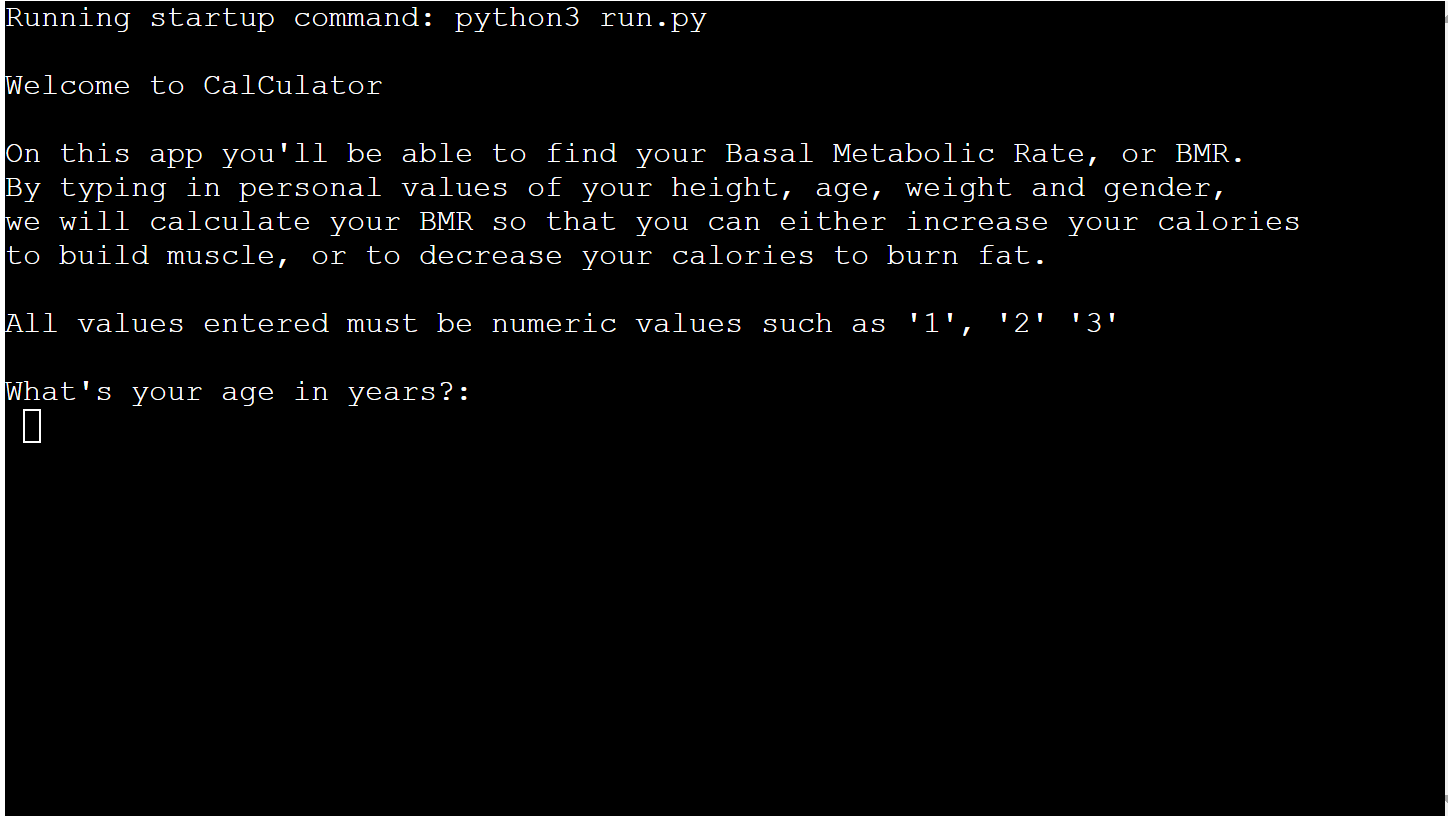 Running startup command: python3 run.py
Welcome to CalCulator
On this app you'll be able to find your Basal Metabolic Rate, or BMR.
By typing in personal values of your height, age, weight and gender,
we will calculate your BMR so that you can either increase your calories
to build muscle, or to decrease your calories to burn fat.
All values entered must be numeric values such as '1', '2' '3'
What's your age in years?: